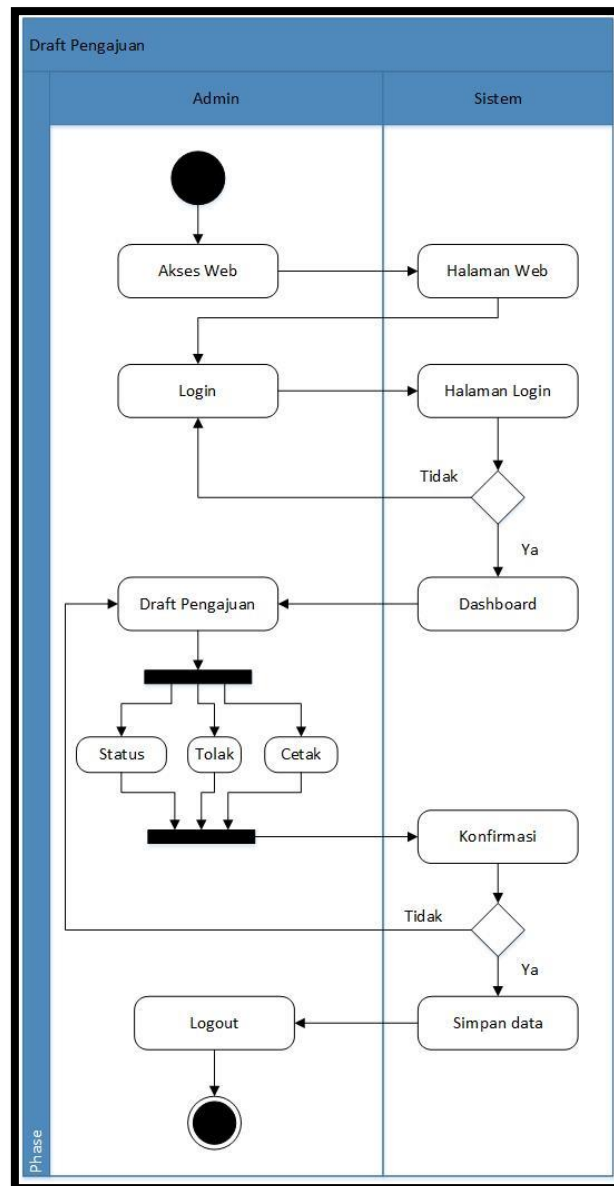 Draft Pengajuan
Admin
Sistem
Akses Web
Halaman Web
Login
Halaman Login
Tidak
Ya
Draft Pengajuan
Dashboard
Status
Tolak
Cetak
Konfirmasi
Tidak
Ya
Logout
Simpan data
Phase